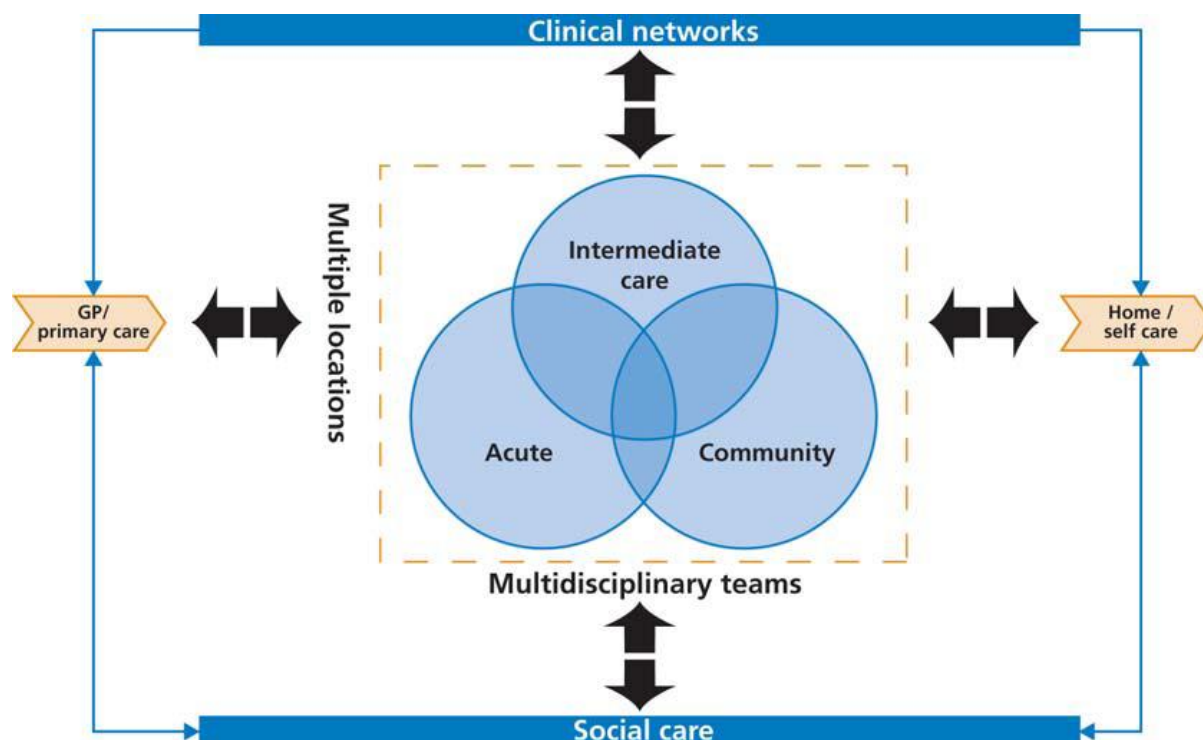 Clinical networks
Multiple locations
Intermediate
care
GP/
primary care
Home /
self care
Acute
Community
Multidisciplinary teams
Social care